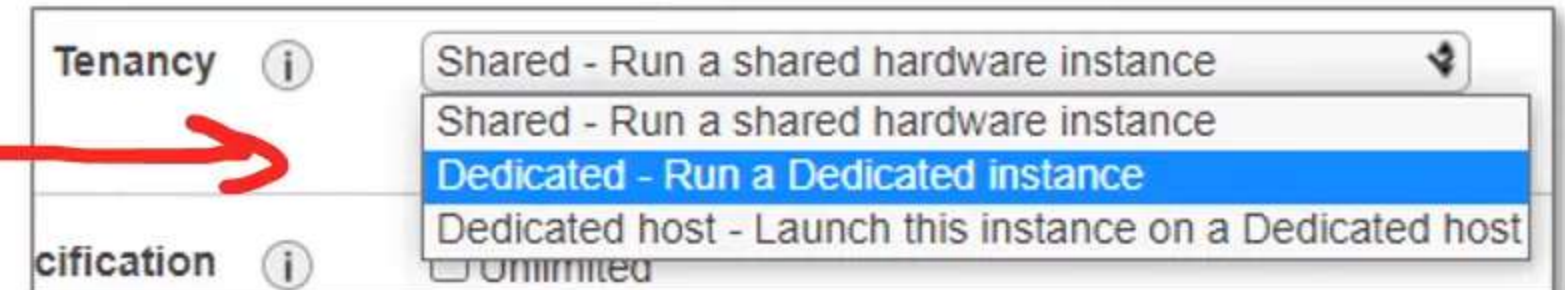 Tenancy i Shared - Run a shared hardware instance
Shared - Run a shared hardware instance
Dedicated - Run a Dedicated instance
Dedicated host - Launch this instance on a Dedicated host
cification i Unlimited